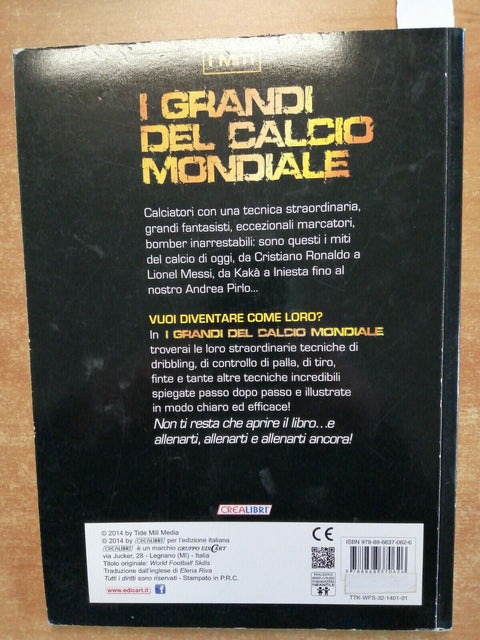 I MITI
I GRANDI
DEL CALCIO
MONDIALE
Calciatori con una tecnica straordinaria,
grandi fantasisti, eccezionali marcatori,
bomber inarrestabili: sono questi i miti
del calcio di oggi, da Cristiano Ronaldo a
Lionel Messi, da Kakà a Iniesta fino al
nostro Andrea Pirlo...
VUOI DIVENTARE COME LORO?
In I GRANDI DEL CALCIO MONDIALE
troverai le loro straordinarie tecniche di
dribbling, di controllo di palla, di tiro,
finte e tante altre tecniche incredibili
spiegate passo dopo passo e illustrate
in modo chiaro ed efficace!
Non ti resta che aprire il libro...e
allenarti, allenarti e allenarti ancora!
CREALIBRI
© 2014 by Tide Mill Media
© 2014 by CREALIBRI per l'edizione italiana
CREALIBRI è un marchio GRUPPO EDICART
via Jucker, 28 - Legnano (MI) - Italia
Titolo originale: World Football Skills
Traduzione dall'inglese di Elena Riva
Tutti i diritti sono riservati - Stampato in P.R.C.
www.edicart.it
CE
INFANTILE
ISBN 978-88-6637-062-6
TTK-WFS-32-1401-01